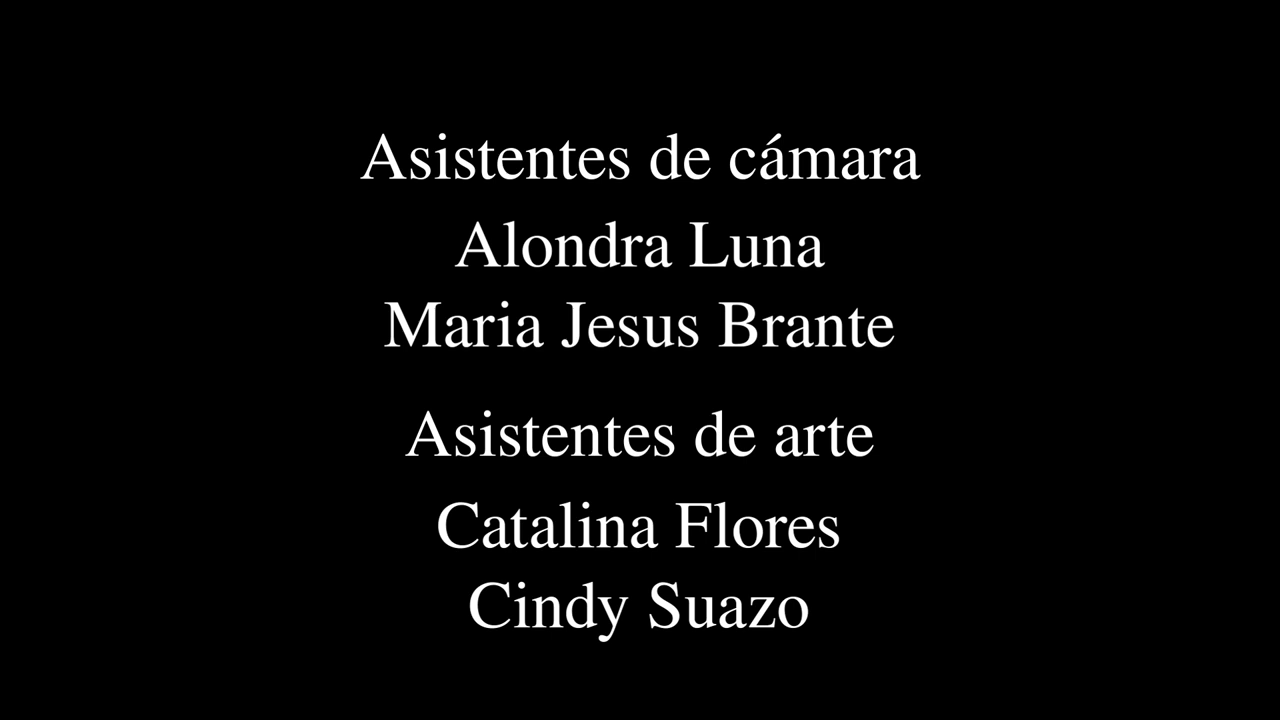 Asistentes de cámara
Alondra Luna
Maria Jesus Brante
Asistentes de arte
Catalina Flores
Cindy Suazo